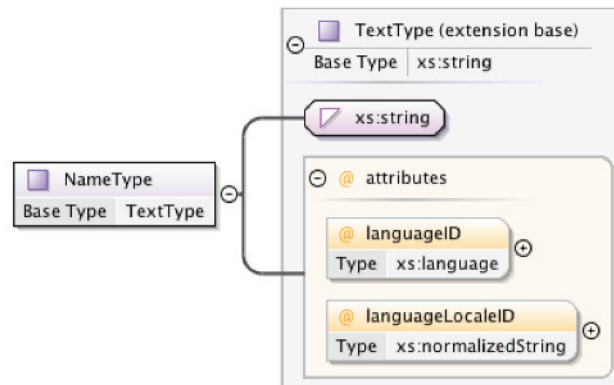 TextType (extension base)
Base Type xs:string
xs:string
NameType
Base Type TextType
@ attributes
@ languageID
Type xs:language
@ languageLocaleID
Type xs:normalizedString